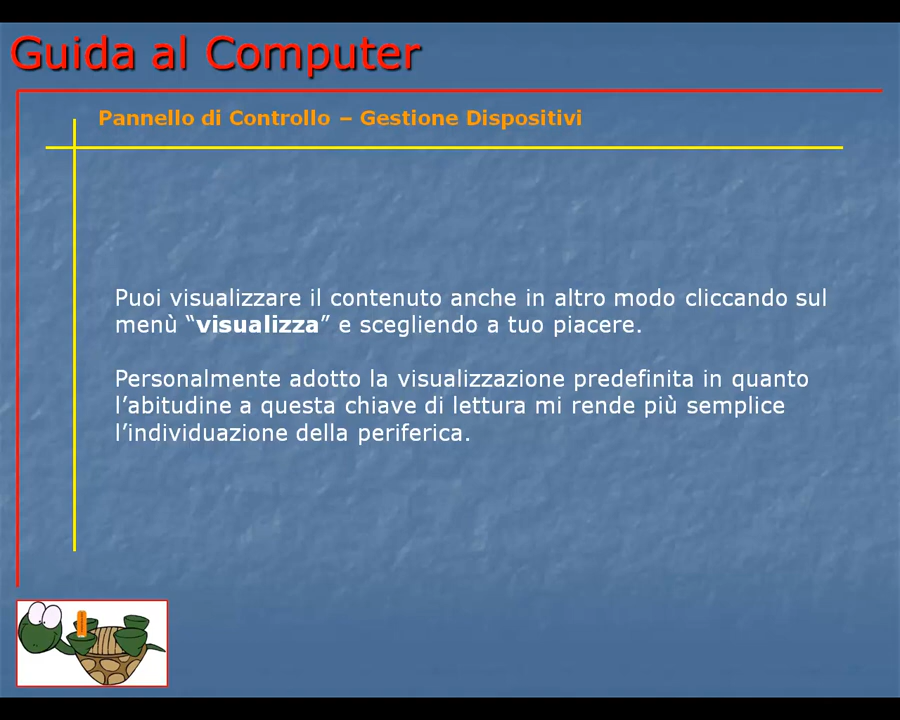 Guida al Computer
Pannello di Controllo – Gestione Dispositivi
Puoi visualizzare il contenuto anche in altro modo cliccando sul
menù “visualizza” e scegliendo a tuo piacere.
Personalmente adotto la visualizzazione predefinita in quanto
l’abitudine a questa chiave di lettura mi rende più semplice
l’individuazione della periferica.